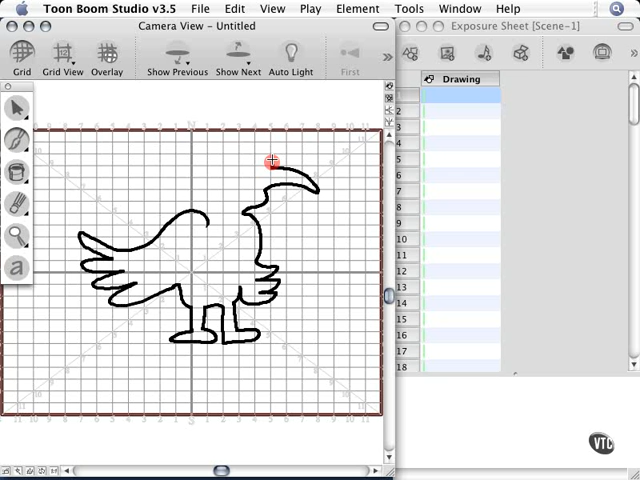 Toon Boom Studio v3.5 File Edit View Play Element Tools Window Help
Camera View - Untitled
Exposure Sheet [Scene-1]
Grid Grid View Overlay Show Previous Show Next Auto Light First
Drawing
2
3
4
5
6
7
8
9
10
11
12
13
14
15
16
17
18
N
S
a
VTC